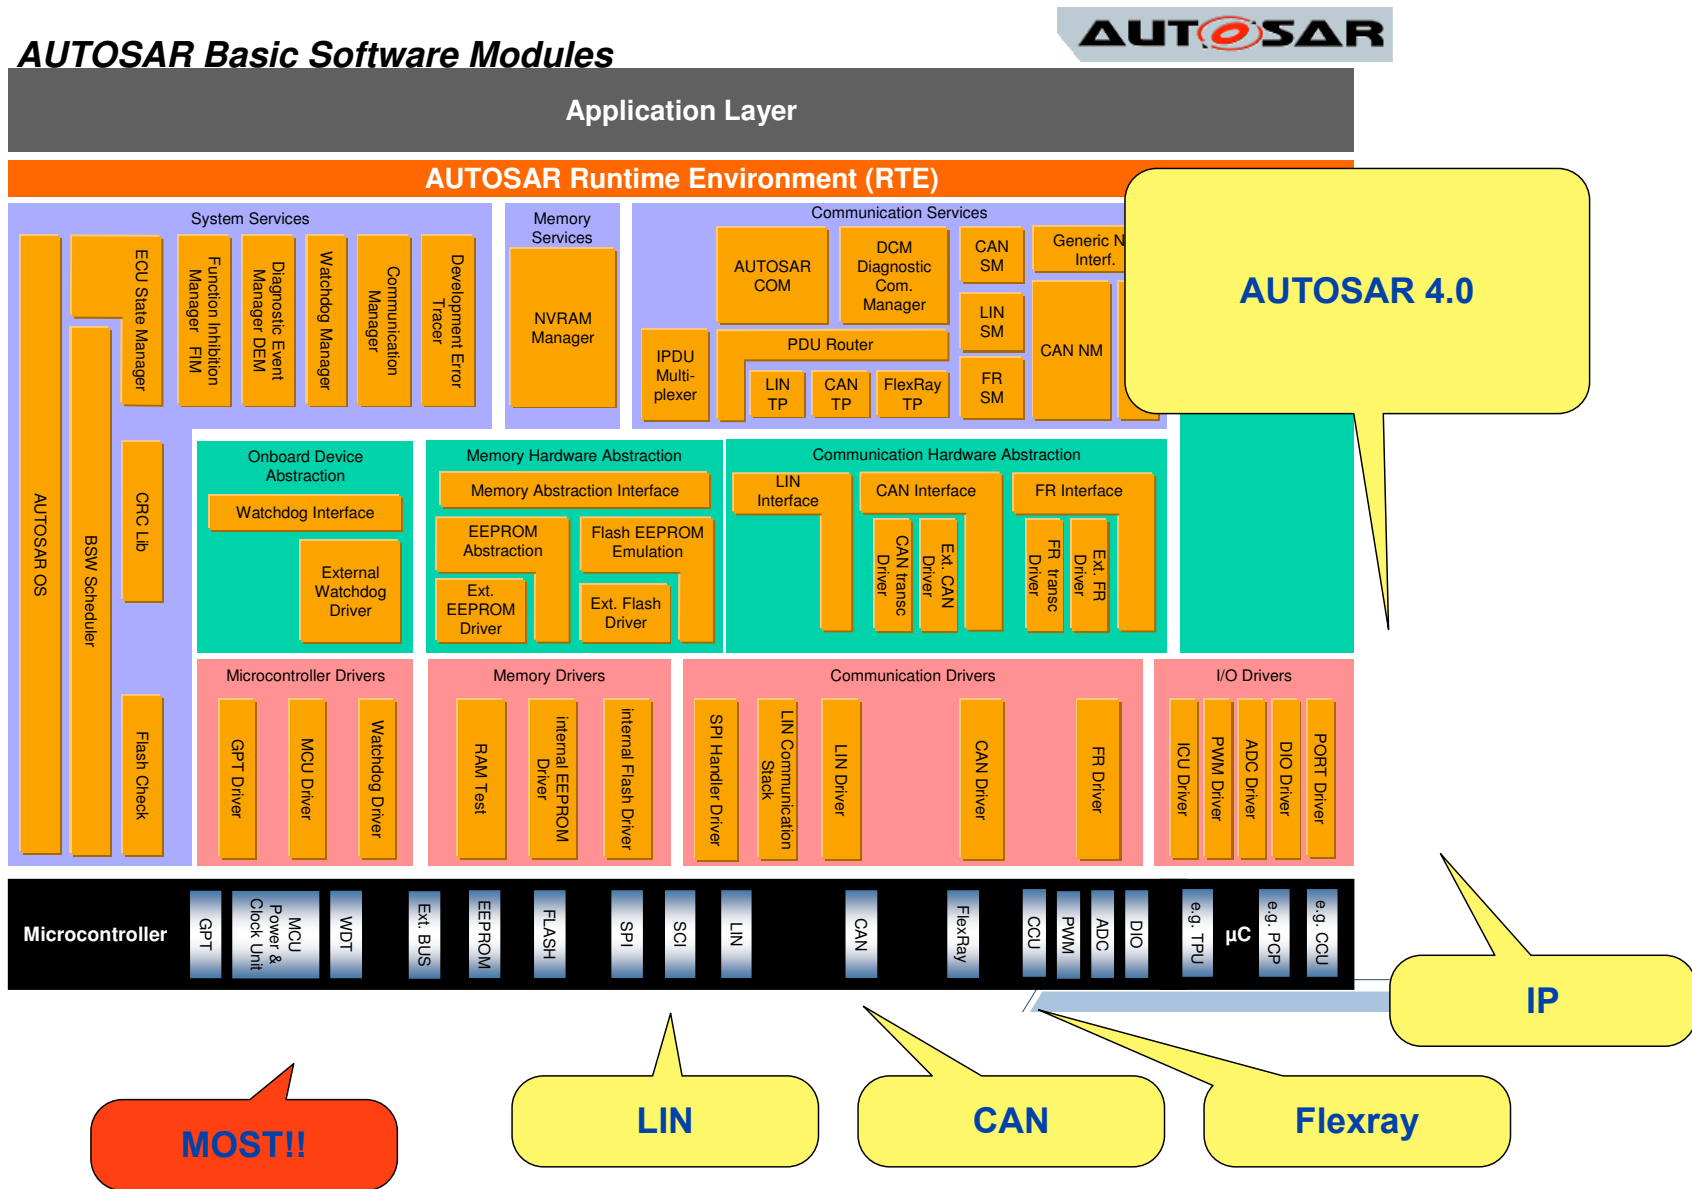 AUTOSAR
AUTOSAR Basic Software Modules
Application Layer
AUTOSAR Runtime Environment (RTE)
AUTOSAR 4.0
System Services
AUTOSAR OS
BSW Scheduler
ECU State Manager
Function Inhibition
Manager FIM
Diagnostic Event
Manager DEM
Watchdog Manager
Communication
Manager
Development Error
Tracer
CRC Lib
Flash Check
Memory
Services
NVRAM
Manager
Communication Services
IPDU
Multi-
plexer
AUTOSAR
COM
DCM
Diagnostic
Com.
Manager
PDU Router
LIN
TP
CAN
TP
FlexRay
TP
CAN
SM
LIN
SM
FR
SM
Generic N
Interf.
CAN NM
Onboard Device
Abstraction
Watchdog Interface
External
Watchdog
Driver
Memory Hardware Abstraction
Memory Abstraction Interface
EEPROM
Abstraction
Flash EEPROM
Emulation
Ext.
EEPROM
Driver
Ext. Flash
Driver
Communication Hardware Abstraction
LIN
Interface
CAN Interface
CAN transc
Driver
Ext. CAN
Driver
FR Interface
FR transc
Driver
Ext. FR
Driver
Microcontroller Drivers
GPT Driver
MCU Driver
Watchdog Driver
Memory Drivers
RAM Test
internal EEPROM
Driver
internal Flash Driver
Communication Drivers
SPI Handler Driver
LIN Communication
Stack
LIN Driver
CAN Driver
FR Driver
I/O Drivers
ICU Driver
PWM Driver
ADC Driver
DIO Driver
PORT Driver
Microcontroller
GPT
MCU
Power &
Clock Unit
WDT
Ext. BUS
EEPROM
FLASH
SPI
SCI
LIN
CAN
FlexRay
CCU
PWM
ADC
DIO
e.g. TPU
µC
e.g. PCP
e.g. CCU
IP
MOST!!
LIN
CAN
Flexray